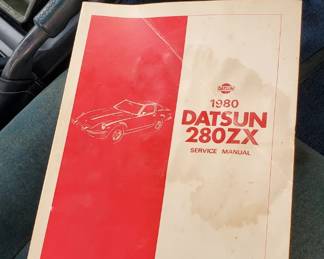 DATSUN
1980
DATSUN
280ZX
SERVICE MANUAL